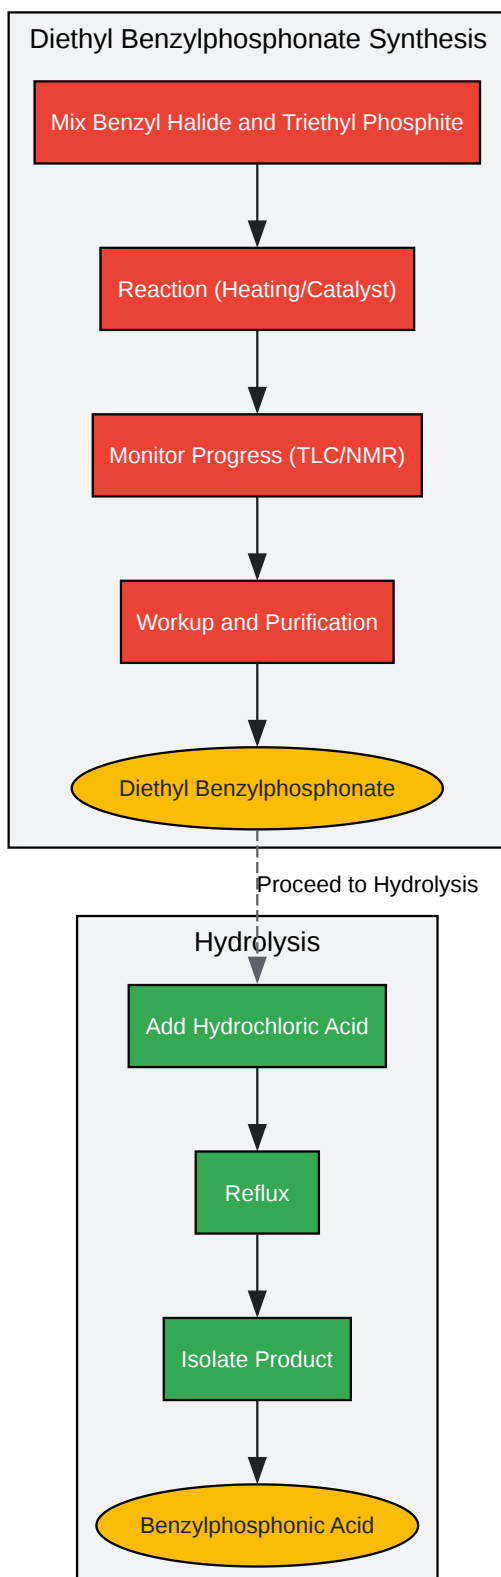 Diethyl Benzylphosphonate Synthesis
Mix Benzyl Halide and Triethyl Phosphite
Reaction (Heating/Catalyst)
Monitor Progress (TLC/NMR)
Workup and Purification
Diethyl Benzylphosphonate
Proceed to Hydrolysis
Hydrolysis
Add Hydrochloric Acid
Reflux
Isolate Product
Benzylphosphonic Acid